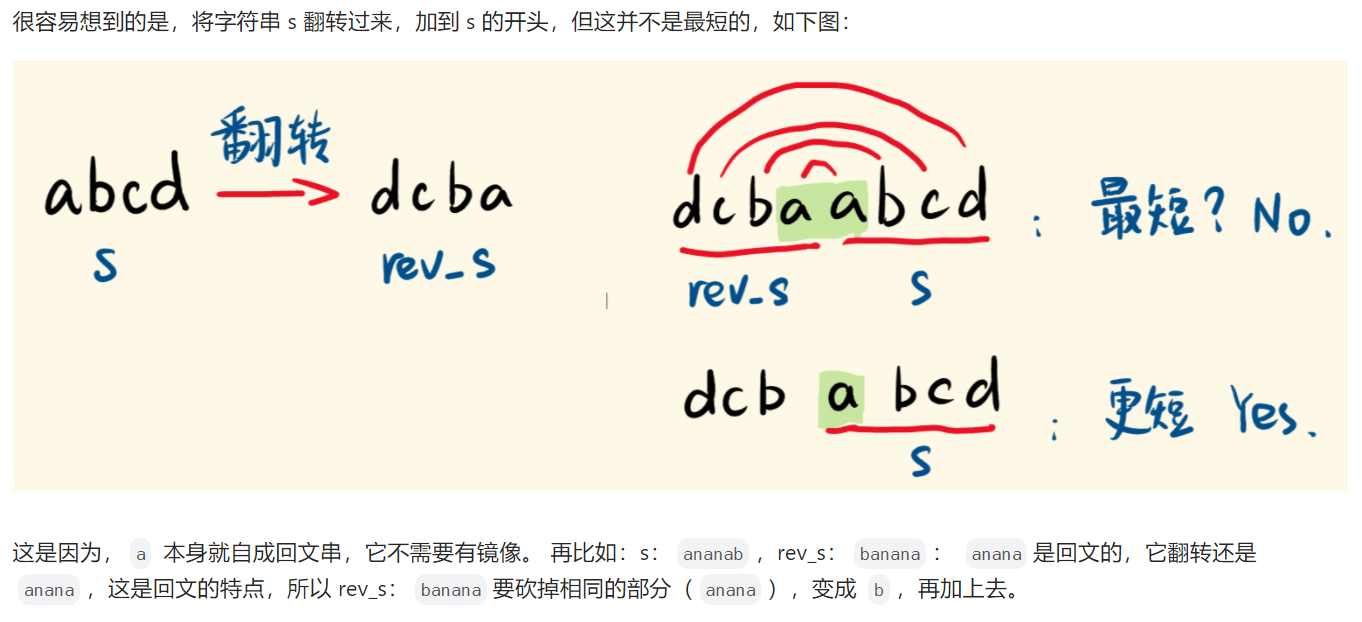 很容易想到的是，将字符串 s 翻转过来，加到 s 的开头，但这并不是最短的，如下图：
abcd 翻转 dcba
s rev_s
dcbaabcd ; 最短？No.
rev_s s
dcb abcd ; 更短 Yes.
s
这是因为， a 本身就自成回文串，它不需要有镜像。 再比如：s： ananab ，rev_s： banana ： anana 是回文的，它翻转还是
anana ，这是回文的特点，所以 rev_s： banana 要砍掉相同的部分（ anana ），变成 b ，再加上去。